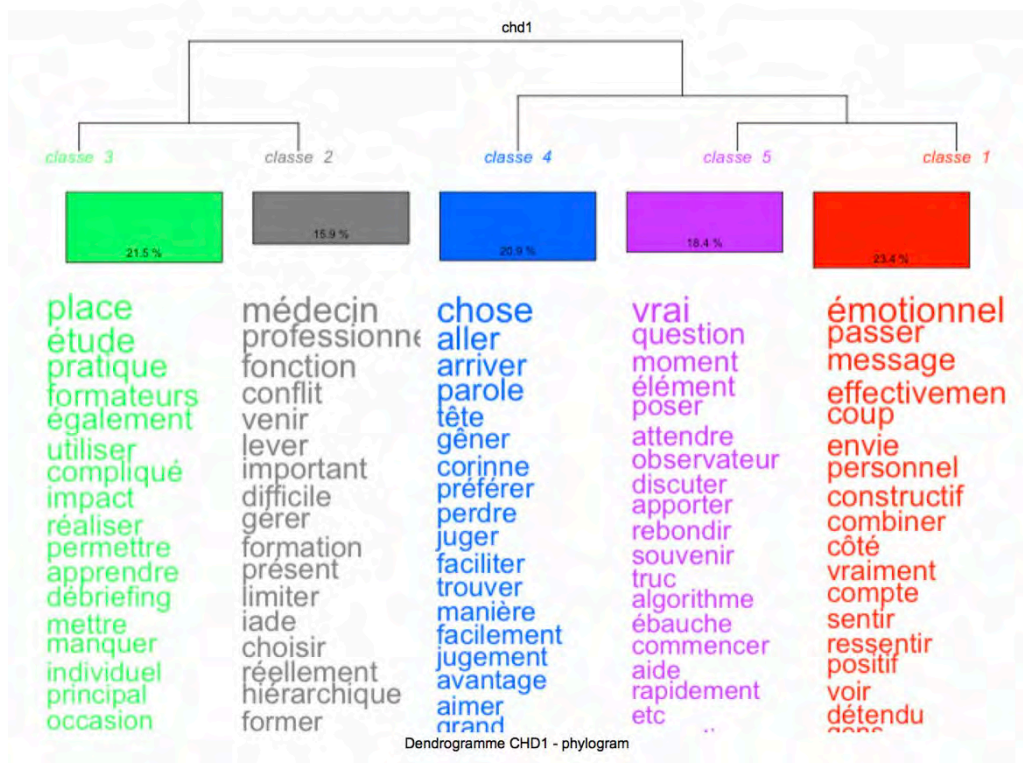 chd1
classe 3
classe 2
classe 4
classe 5
classe 1
21.5 %
15.9 %
20.9 %
18.4 %
23.4 %
place
étude
pratique
formateurs
également
utiliser
compliqué
impact
réaliser
permettre
apprendre
débriefing
mettre
manquer
individuel
principal
occasion
médecin
professionne
fonction
conflit
venir
lever
important
difficile
gérer
formation
présent
limiter
iade
choisir
réellement
hiérarchique
former
chose
aller
arriver
parole
tête
gêner
corinne
préférer
perdre
juger
faciliter
trouver
manière
facilement
jugement
avantage
aimer
grand
vrai
question
moment
élément
poser
attendre
observateur
discuter
apporter
rebondir
souvenir
truc
algorithme
ébauche
commencer
aide
rapidement
etc
émotionnel
passer
message
effectivemen
coup
envie
personnel
constructif
combiner
côté
vraiment
compte
sentir
ressentir
positif
voir
détendu
gens
Dendrogramme CHD1 - phylogram